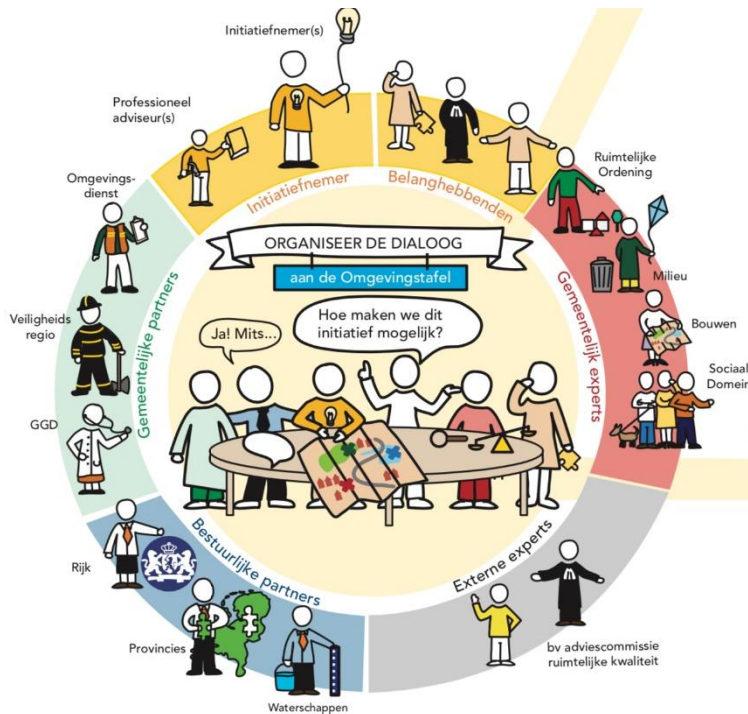 Initiatiefnemer(s)
Professioneel
adviseur(s)
Omgevings-
dienst
Veiligheids
regio
GGD
Rijk
Provincies
Waterschappen
bv adviescommissie
ruimtelijke kwaliteit
Ruimtelijke
Ordening
Milieu
Bouwen
Sociaal
Domein
Initiatiefnemer
Belanghebbenden
Gemeentelijk experts
Externe experts
Bestuurlijke partners
Gemeentelijke partners
ORGANISEER DE DIALOOG
aan de Omgevingstafel
Ja! Mits...
Hoe maken we dit
initiatief mogelijk?